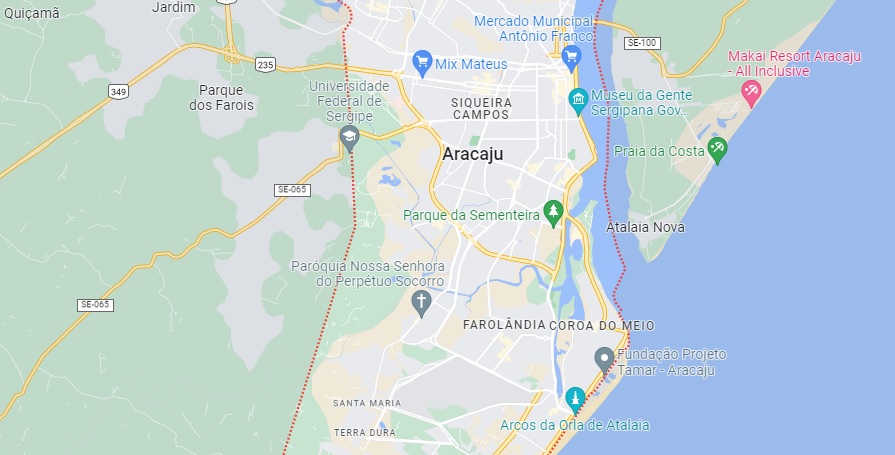 Quiçamã
Jardim
Mercado Municipal
Antônio Franco
SE-100
235
Mix Mateus
Makai Resort Aracaju
- All Inclusive
349
Parque
dos Farois
Universidade
Federal de
Sergipe
SIQUEIRA
CAMPOS
Museu da Gente
Sergipana Gov...
Aracaju
Praia da Costa
SE-065
Parque da Sementeira
Atalaia Nova
Paróquia Nossa Senhora
do Perpétuo Socorro
SE-065
FAROLÂNDIA
COROA DO MEIO
Fundação Projeto
Tamar - Aracaju
SANTA MARIA
Arcos da Orla de Atalaia
TERRA DURA